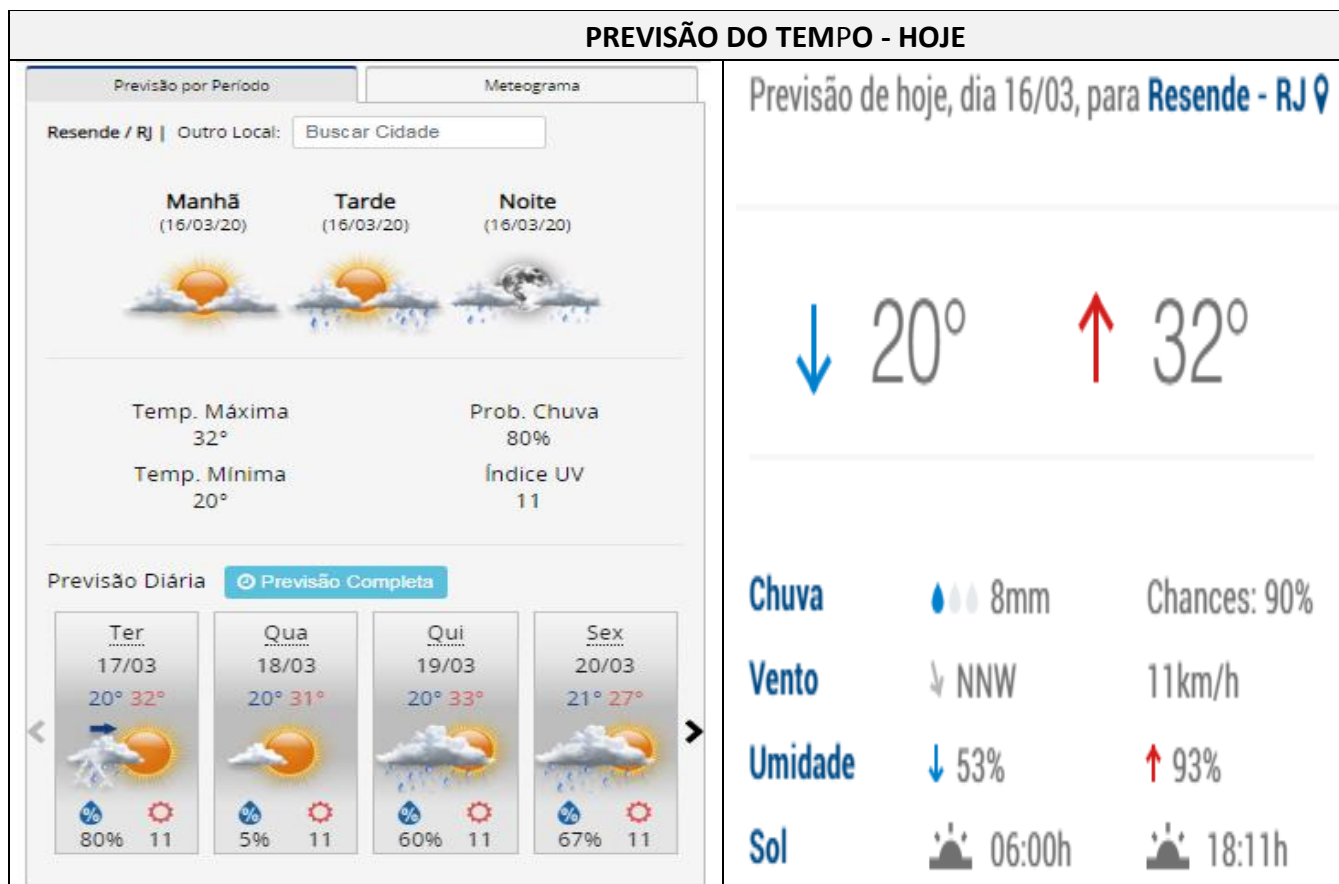 PREVISÃO DO TEMPO - HOJE
Previsão por Período
Meteograma
Resende / RJ | Outro Local: Buscar Cidade
Manhã Tarde Noite
(16/03/20) (16/03/20) (16/03/20)
Temp. Máxima Prob. Chuva
32° 80%
Temp. Mínima Índice UV
20° 11
Previsão Diária Previsão Completa
Ter Qua Qui Sex
17/03 18/03 19/03 20/03
20° 32° 20° 31° 20° 33° 21° 27°
% % % %
80% 11 5% 11 60% 11 67% 11
Previsão de hoje, dia 16/03, para Resende - RJ
20° 32°
Chuva 8mm Chances: 90%
Vento NNW 11km/h
Umidade 53% 93%
Sol 06:00h 18:11h